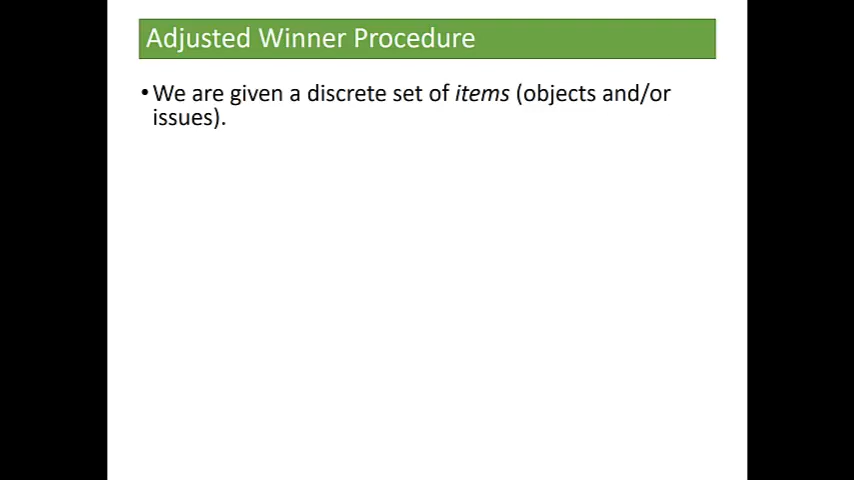 Adjusted Winner Procedure
• We are given a discrete set of items (objects and/or
issues).